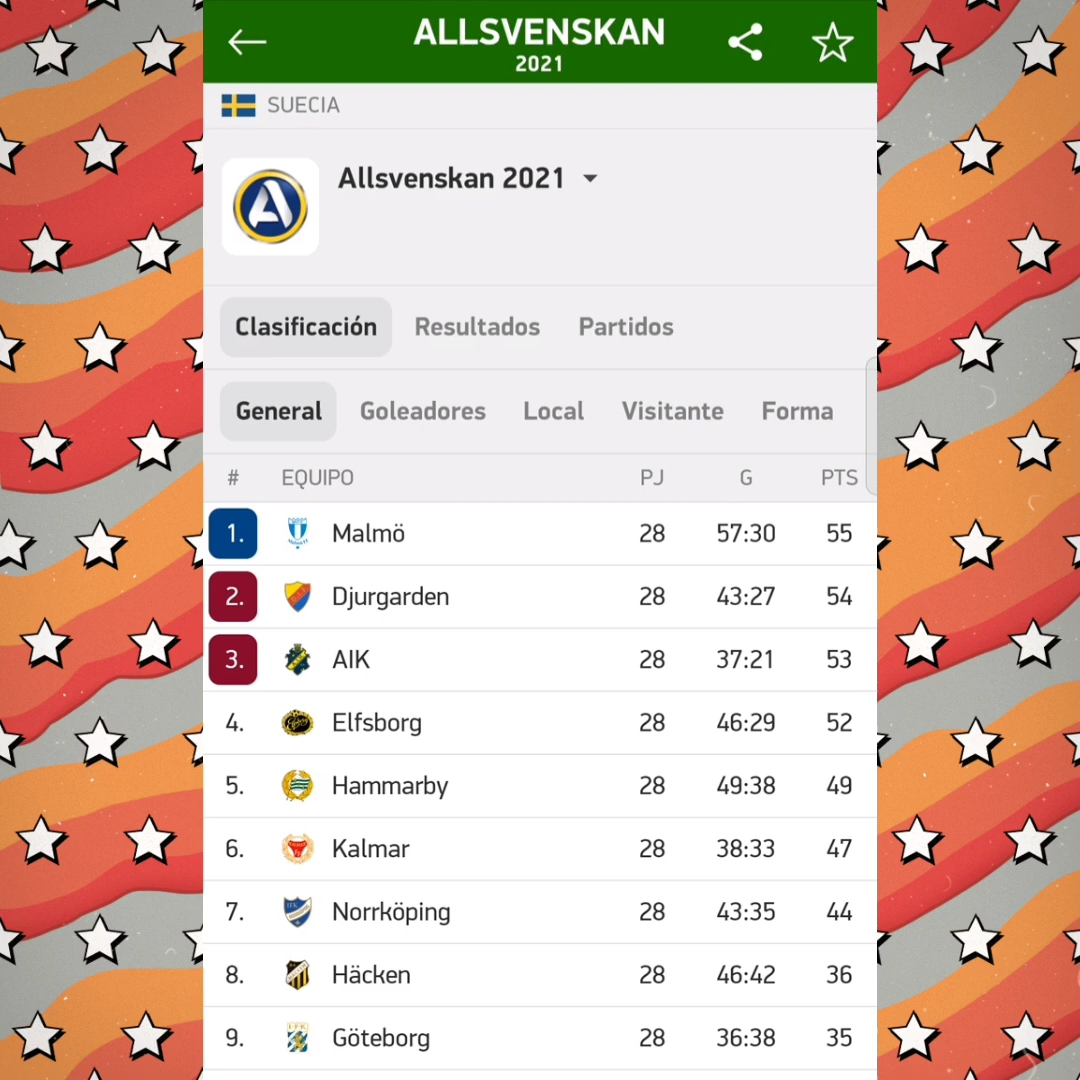 ALLSVENSKAN
2021
SUECIA
Allsvenskan 2021
Clasificación Resultados Partidos
General Goleadores Local Visitante Forma
# EQUIPO PJ G PTS
1. Malmö 28 57:30 55
2. Djurgarden 28 43:27 54
3. AIK 28 37:21 53
4. Elfsborg 28 46:29 52
5. Hammarby 28 49:38 49
6. Kalmar 28 38:33 47
7. Norrköping 28 43:35 44
8. Häcken 28 46:42 36
9. Göteborg 28 36:38 35